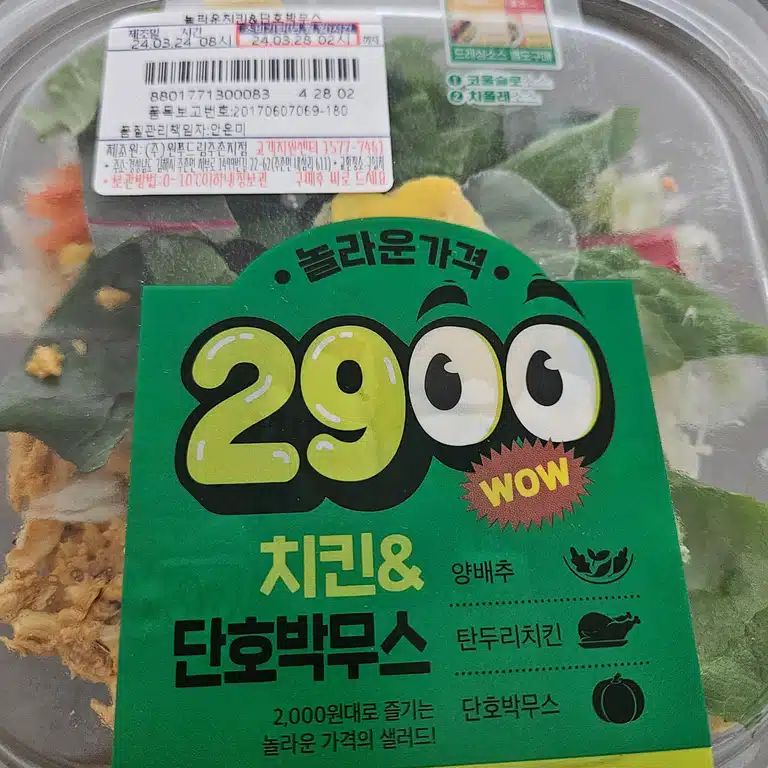 놀라운치킨&단호박무스
제조일 시간
24.03.24 08시 24.03.28 02시 까지
8801771300083 4 28 02
품목보고번호:20170607069-180
품질관리책임자:안은미
고객지원센터 1577-7461
보관방법:0~10℃이하냉장보관 구매후 바로 드세요
드레싱소스 별도구매
1 코울슬로
2 치폴레
•놀라운가격•
2900
WOW
치킨&
단호박무스
양배추
탄두리치킨
단호박무스
2,000원대로 즐기는
놀라운 가격의 샐러드!